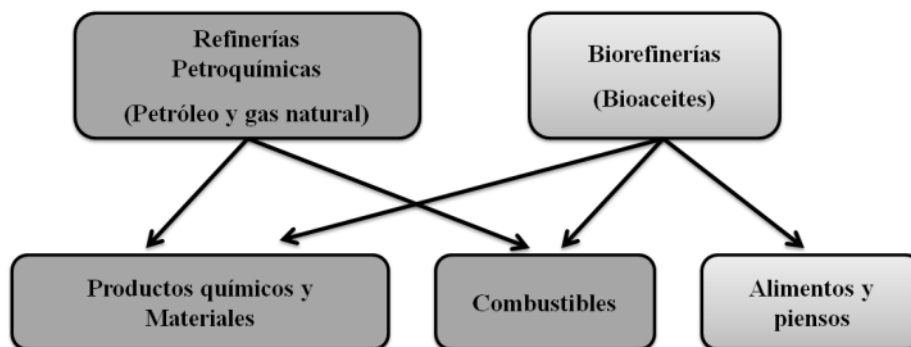 Refinerías
Petroquímicas
(Petróleo y gas natural)
Biorefinerías
(Bioaceites)
Productos químicos y
Materiales
Combustibles
Alimentos y
piensos